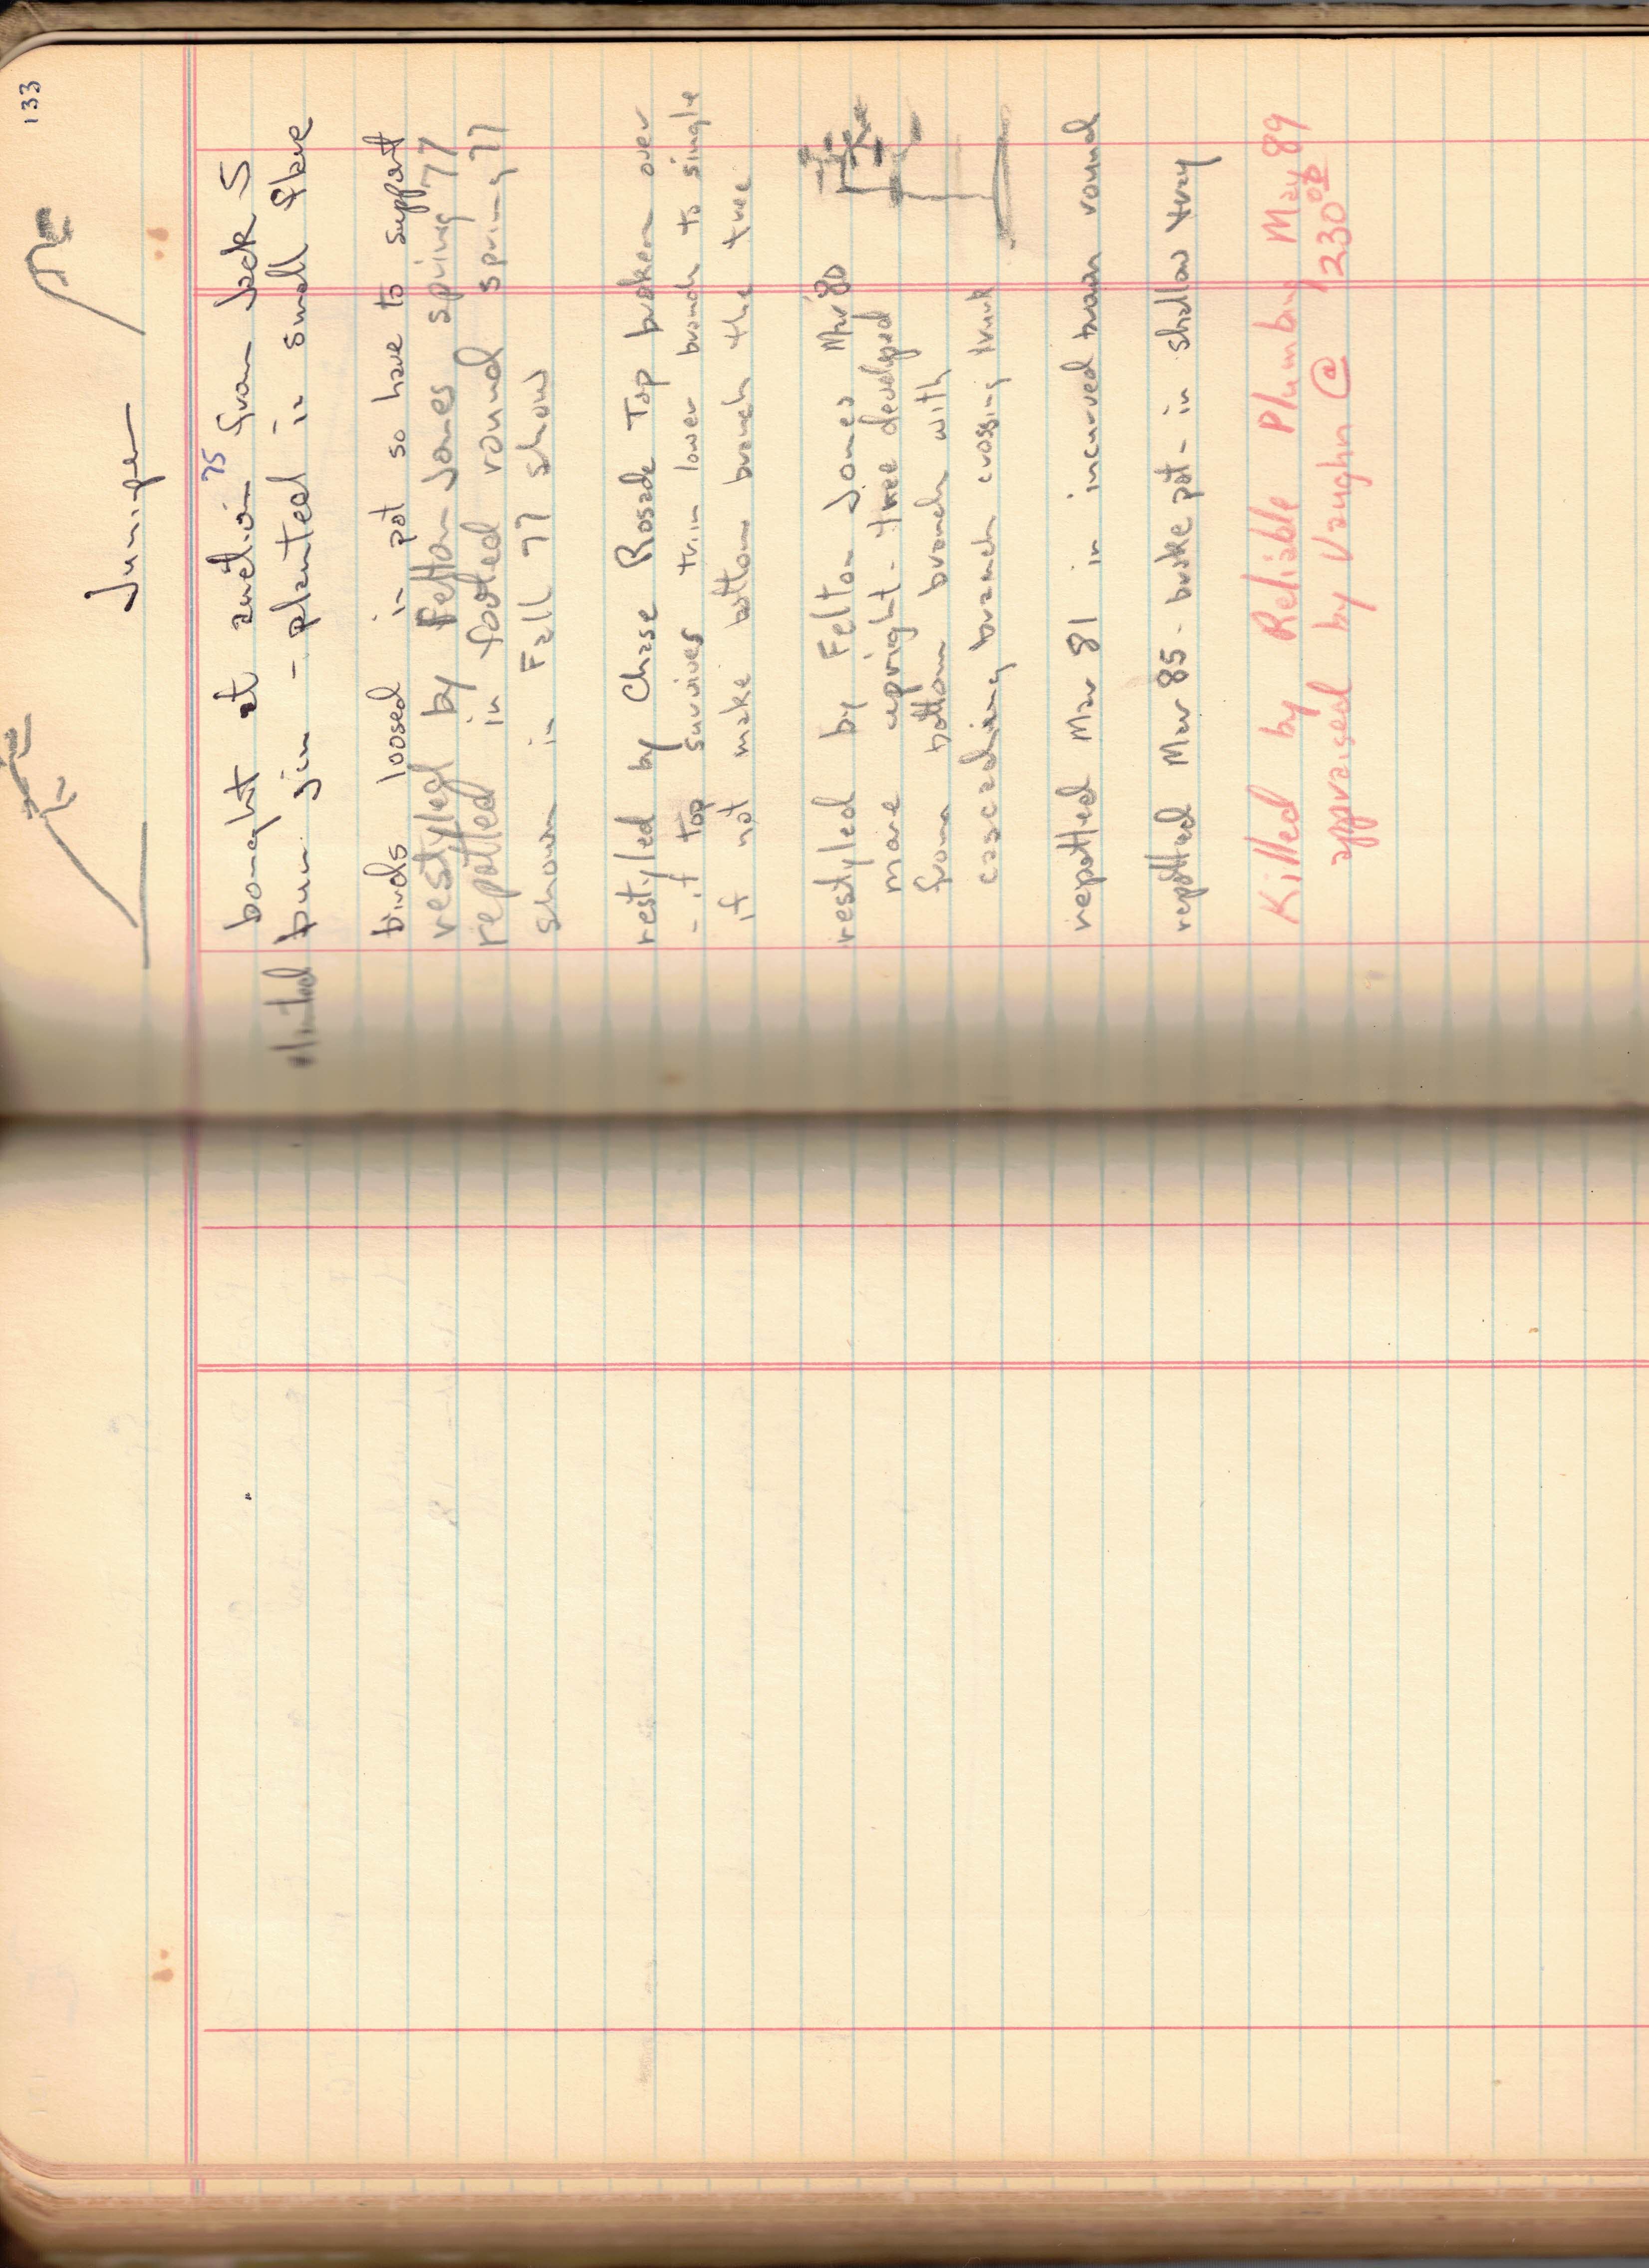 133
Juniper
bought at auction 75 from Jack S
bun jin - planted in small
birds loosed in pot so have to support
restyled by Felton Jones spring 77
repotted in footed round spring 77
shown in Fall 77 show
restyled by Chase Rosade Top broken over
- if top survives trim lower branch to single
if not make bottom branch the tree
restyled by Felton Jones Mar 80
more upright - tree developed
from bottom branch with
cascading branch crossing trunk
repotted Mar 81 in incurved brown round
repotted Mar 85 - broke pot - in shallow tray
Killed by Reliable Plumbing May 89
appraised by Vaughn @ 230.00